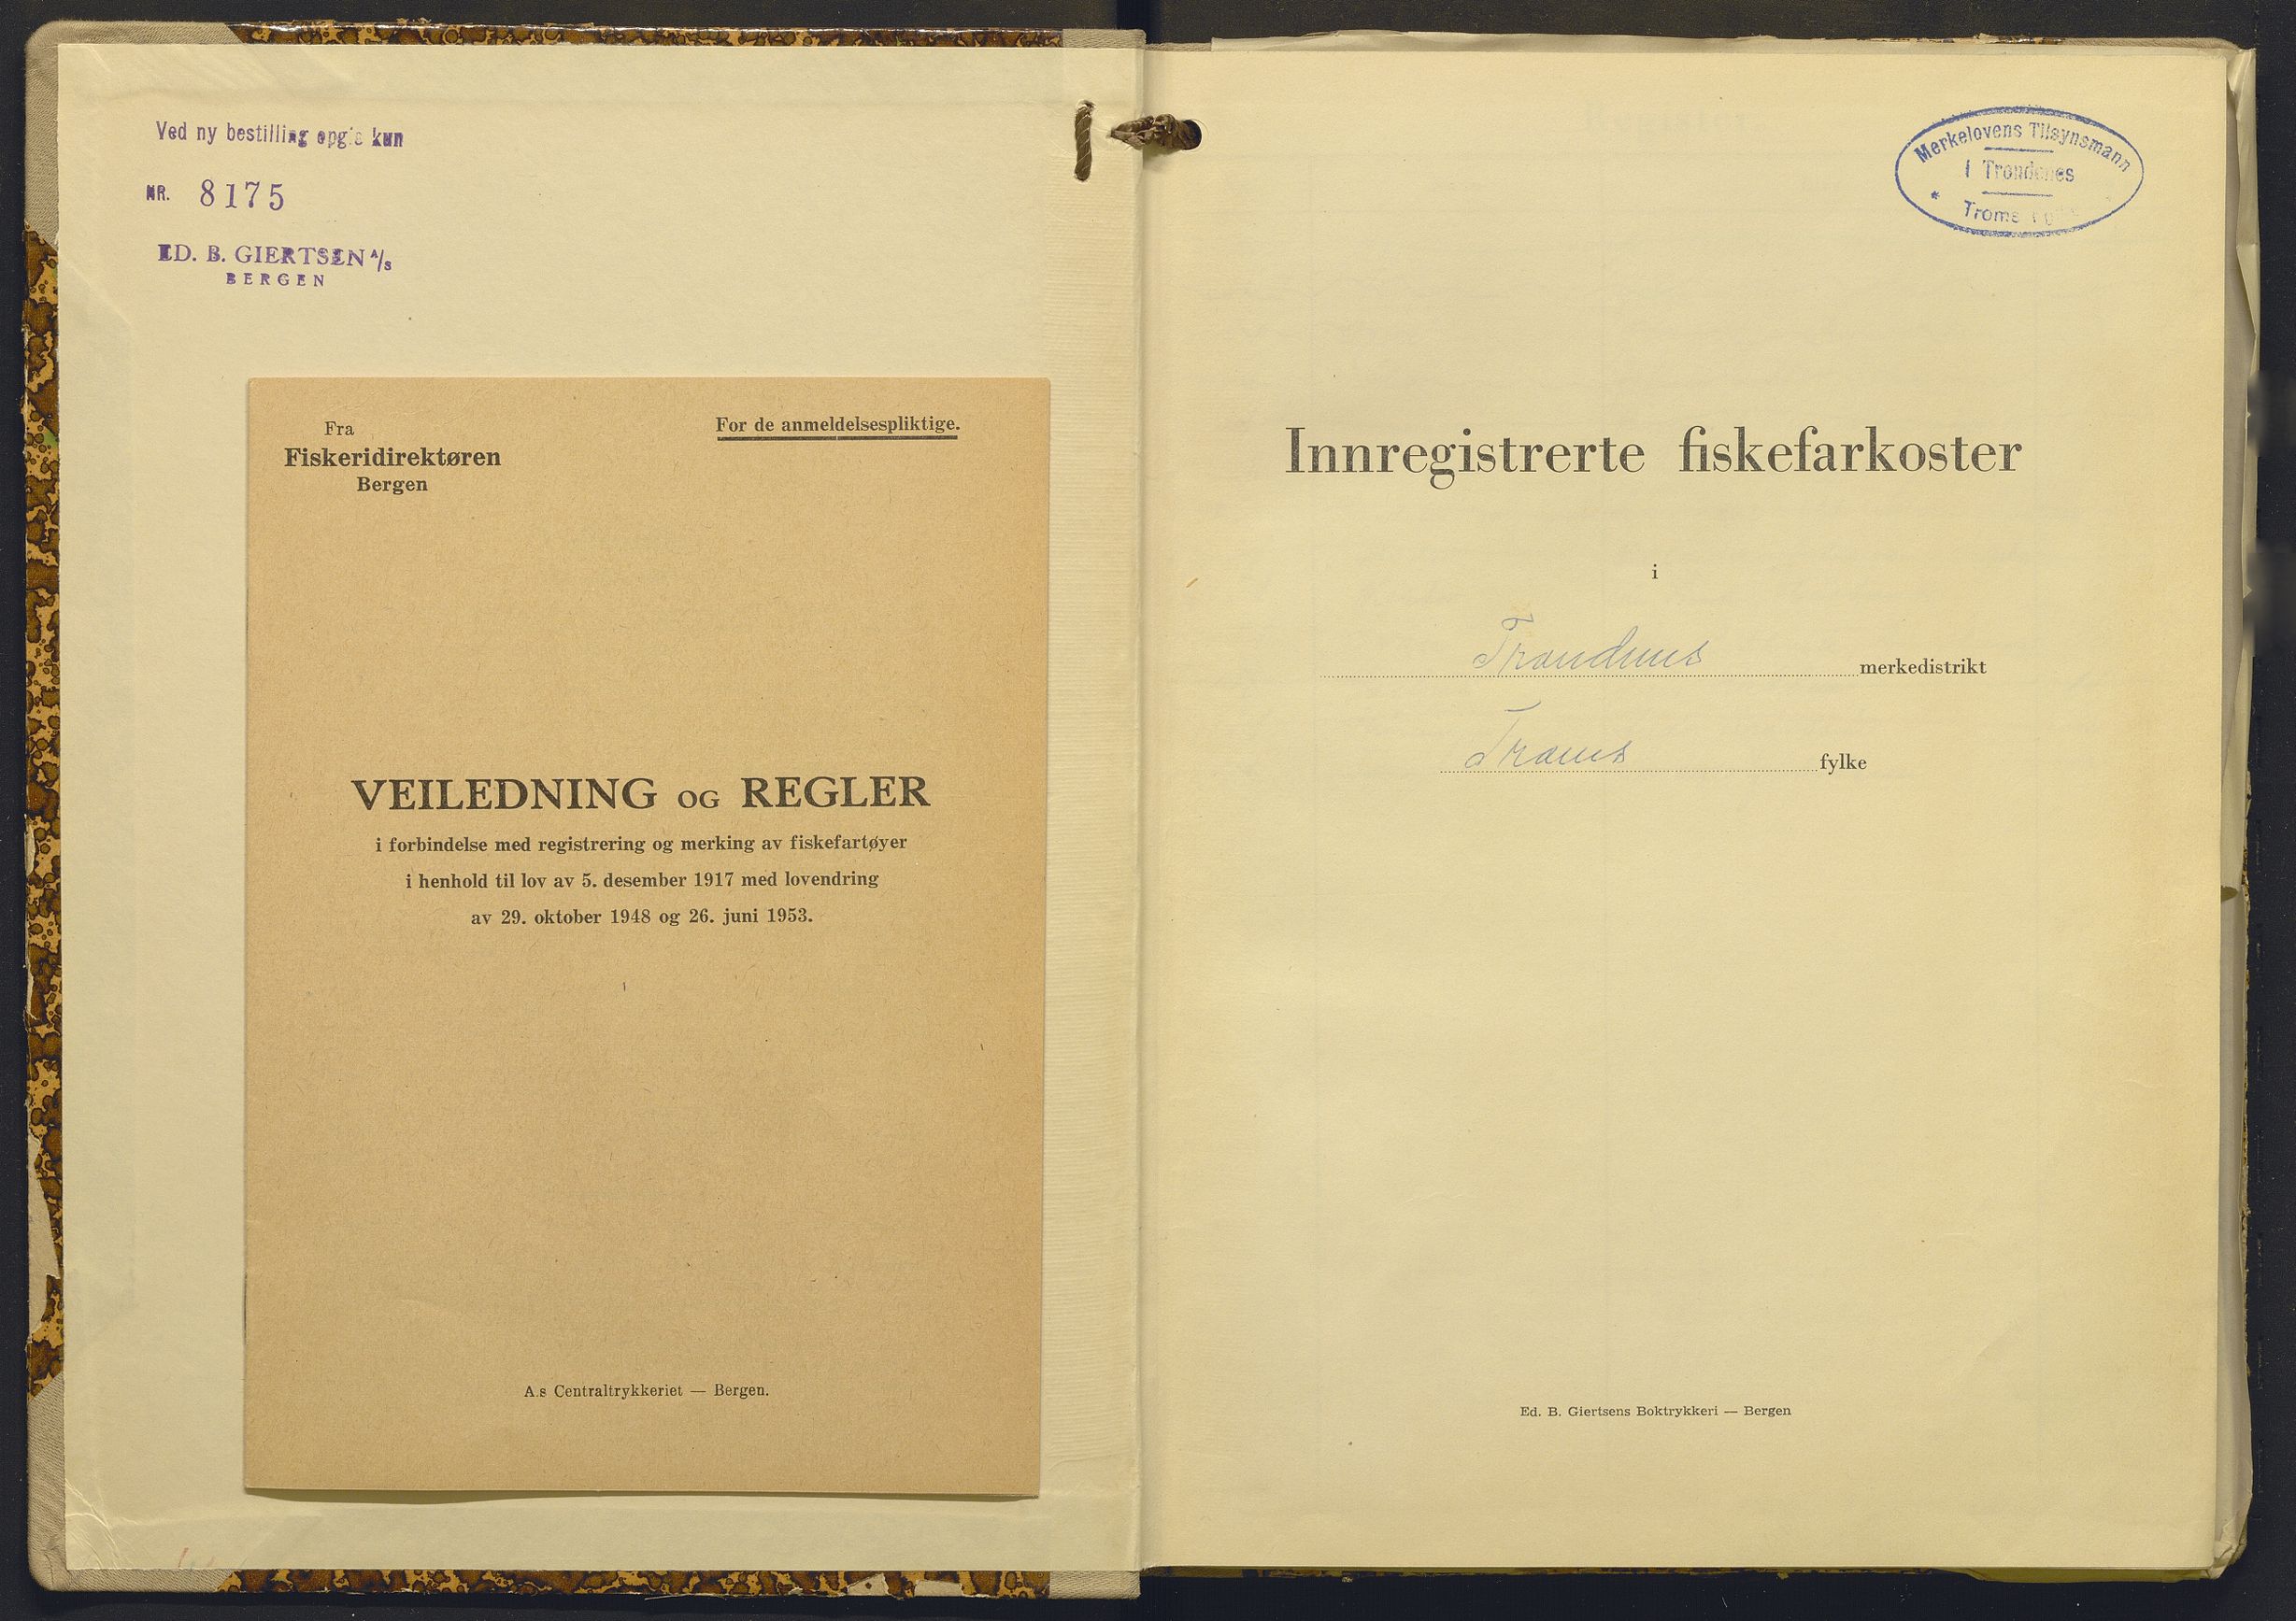 Ved ny bestilling opgis kun
NR. 8175
ED. B. GIERTSEN A/S
BERGEN
Fra
Fiskeridirektøren
Bergen
For de anmeldelsespliktige.
VEILEDNING OG REGLER
i forbindelse med registrering og merking av fiskefartøyer
i henhold til lov av 5. desember 1917 med lovendring
av 29. oktober 1948 og 26. juni 1953.
A.s Centraltrykkeriet — Bergen.
Merkelovens Tilsynsmann
i Trondenes
* Troms
Innregistrerte fiskefarkoster
i
Trondenes merkedistrikt
Troms fylke
Ed. B. Giertsens Boktrykkeri — Bergen